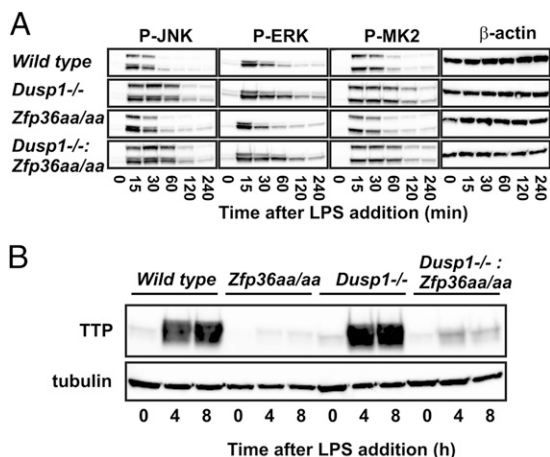 A
P-JNK P-ERK P-MK2 β-actin
Wild type
Dusp1-/-
Zfp36aa/aa
Dusp1-/-:
Zfp36aa/aa
0 15 30 60 120 240 0 15 30 60 120 240 0 15 30 60 120 240 0 15 30 60 120 240
Time after LPS addition (min)
B
Wild type Zfp36aa/aa Dusp1-/- Dusp1-/- :
Zfp36aa/aa
TTP
tubulin
0 4 8 0 4 8 0 4 8 0 4 8
Time after LPS addition (h)